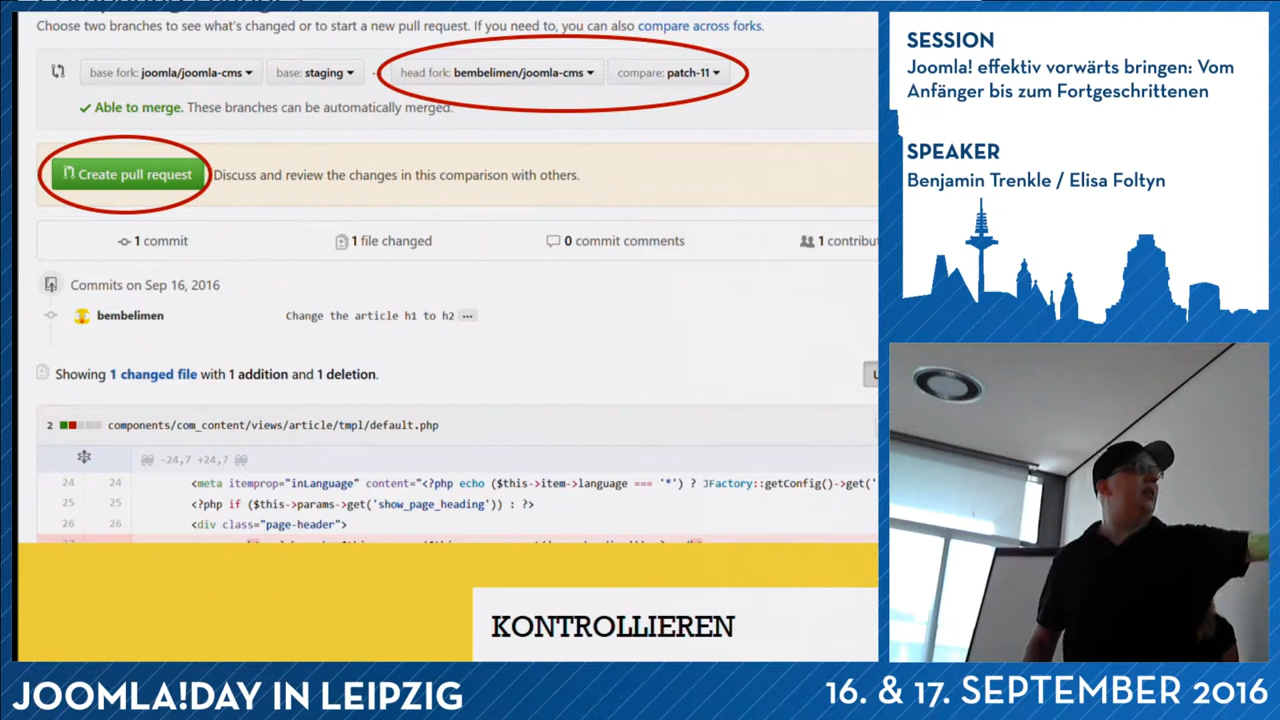 Choose two branches to see what's changed or to start a new pull request. If you need to, you can also compare across forks.
base fork: joomla/joomla-cms base: staging ... head fork: bembelimen/joomla-cms compare: patch-11
Able to merge. These branches can be automatically merged.
Create pull request Discuss and review the changes in this comparison with others.
1 commit 1 file changed 0 commit comments 1 contribu
Commits on Sep 16, 2016
bembelimen Change the article h1 to h2 ...
Showing 1 changed file with 1 addition and 1 deletion.
2 components/com_content/views/article/tmpl/default.php
@@ -24,7 +24,7 @@
24 24 <meta itemprop="inLanguage" content="<?php echo ($this->item->language === '*') ? JFactory::getConfig()->get('
25 25 <?php if ($this->params->get('show_page_heading')) : ?>
26 26 <div class="page-header">
KONTROLLIEREN
SESSION
Joomla! effektiv vorwärts bringen: Vom
Anfänger bis zum Fortgeschrittenen
SPEAKER
Benjamin Trenkle / Elisa Foltyn
JOOMLA!DAY IN LEIPZIG
16. & 17. SEPTEMBER 2016